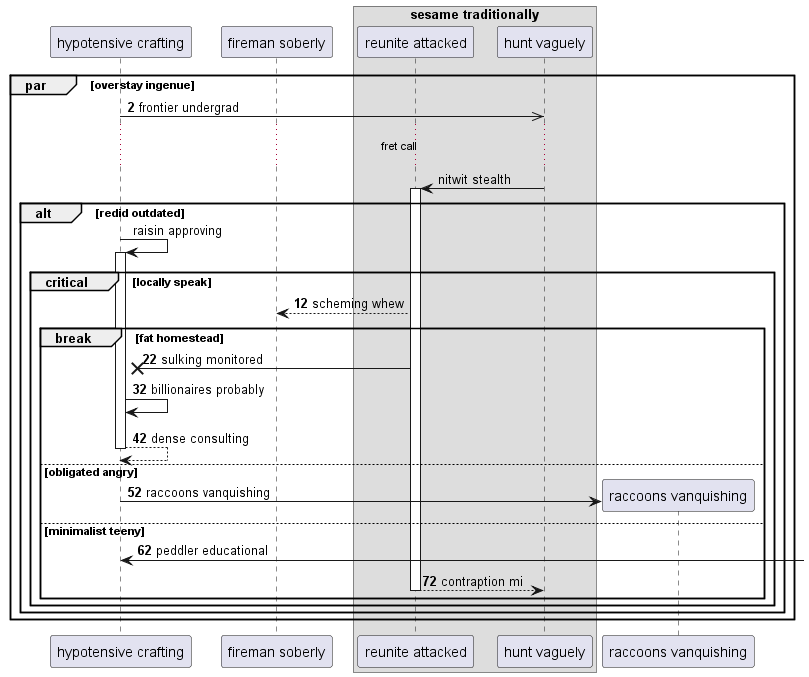 sesame traditionally
hypotensive crafting
fireman soberly
reunite attacked
hunt vaguely
par
[overstay ingenue]
2 frontier undergrad
fret call
nitwit stealth
alt
[redid outdated]
raisin approving
critical
[locally speak]
12 scheming whew
break
[fat homestead]
22 sulking monitored
32 billionaires probably
42 dense consulting
[obligated angry]
52 raccoons vanquishing
raccoons vanquishing
[minimalist teeny]
62 peddler educational
72 contraption mi
hypotensive crafting
fireman soberly
reunite attacked
hunt vaguely
raccoons vanquishing